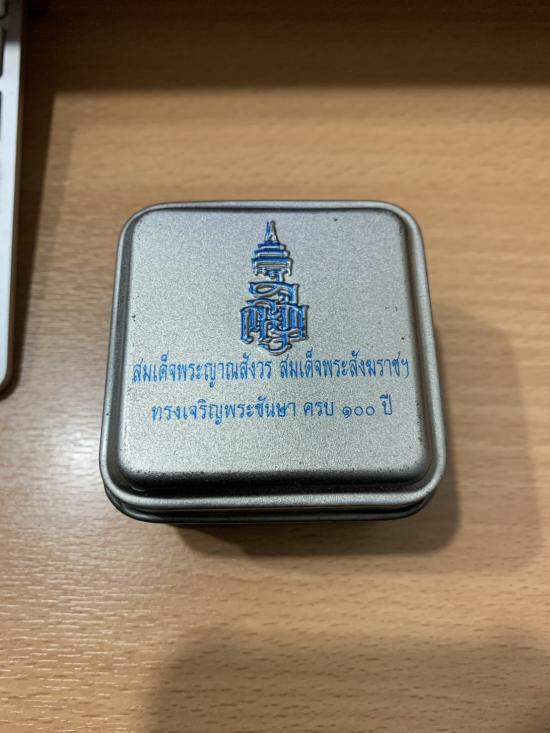 สมเด็จพระญาณสังวร สมเด็จพระสังฆราชฯ
ทรงเจริญพระชันษา ครบ ๑๐๐ ปี